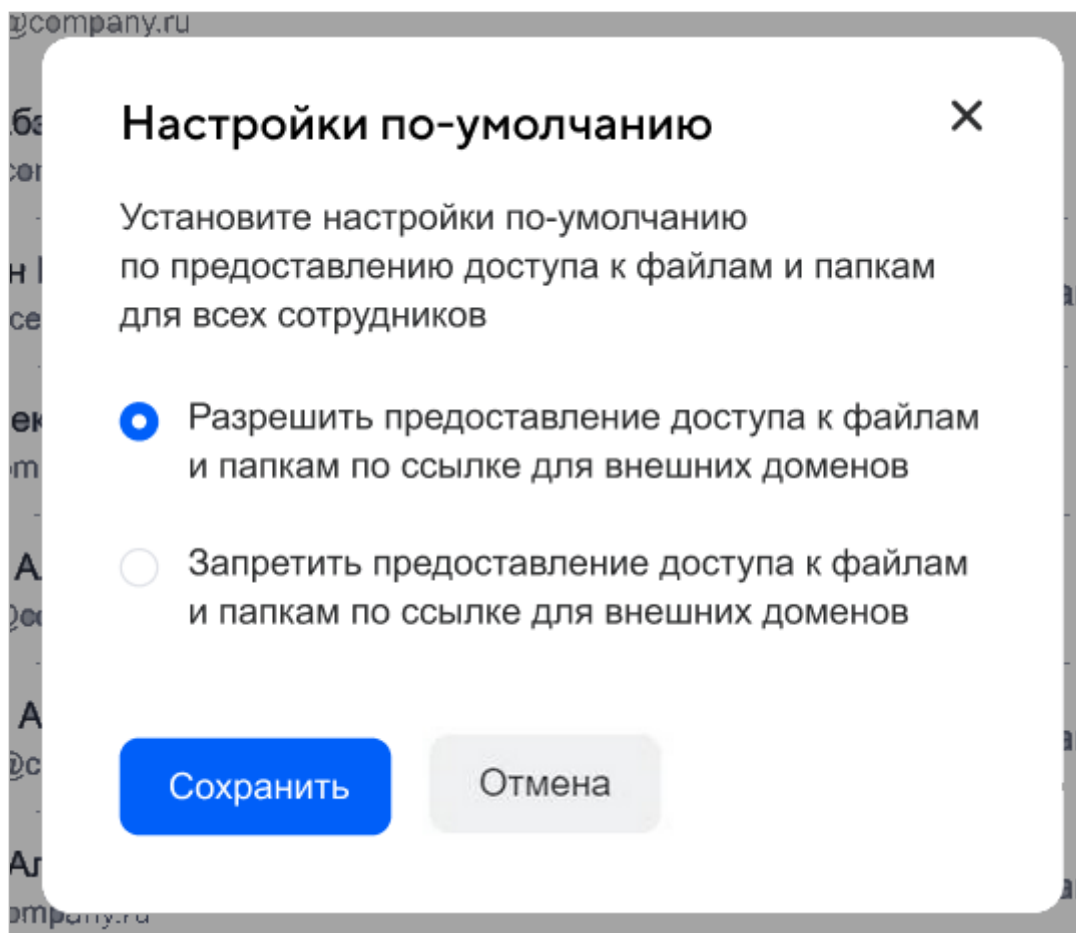 @company.ru
Настройки по-умолчанию
Установите настройки по-умолчанию
по предоставлению доступа к файлам и папкам
для всех сотрудников
Разрешить предоставление доступа к файлам
и папкам по ссылке для внешних доменов
Запретить предоставление доступа к файлам
и папкам по ссылке для внешних доменов
Сохранить
Отмена